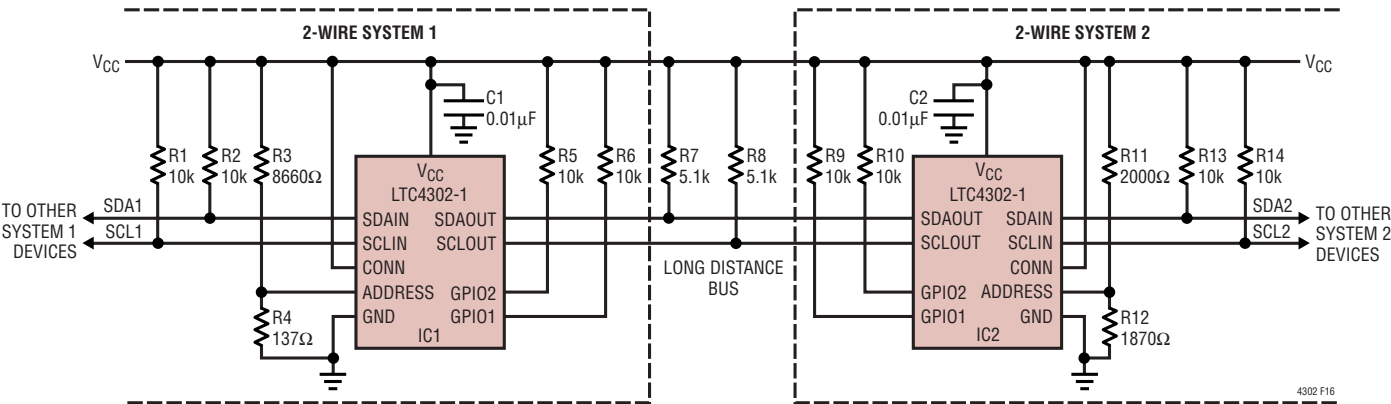 2-WIRE SYSTEM 1
2-WIRE SYSTEM 2
VCC
VCC
C1
0.01μF
C2
0.01μF
R1
10k
R2
10k
R3
8660Ω
R5
10k
R6
10k
R7
5.1k
R8
5.1k
R9
10k
R10
10k
R11
2000Ω
R13
10k
R14
10k
VCC
LTC4302-1
SDAIN SDAOUT
SCLIN SCLOUT
CONN
ADDRESS GPIO2
GND GPIO1
IC1
VCC
LTC4302-1
SDAOUT SDAIN
SCLOUT SCLIN
CONN
GPIO2 ADDRESS
GPIO1 GND
IC2
TO OTHER
SYSTEM 1
DEVICES
SDA1
SCL1
LONG DISTANCE
BUS
SDA2
SCL2
TO OTHER
SYSTEM 2
DEVICES
R4
137Ω
R12
1870Ω
4302 F16